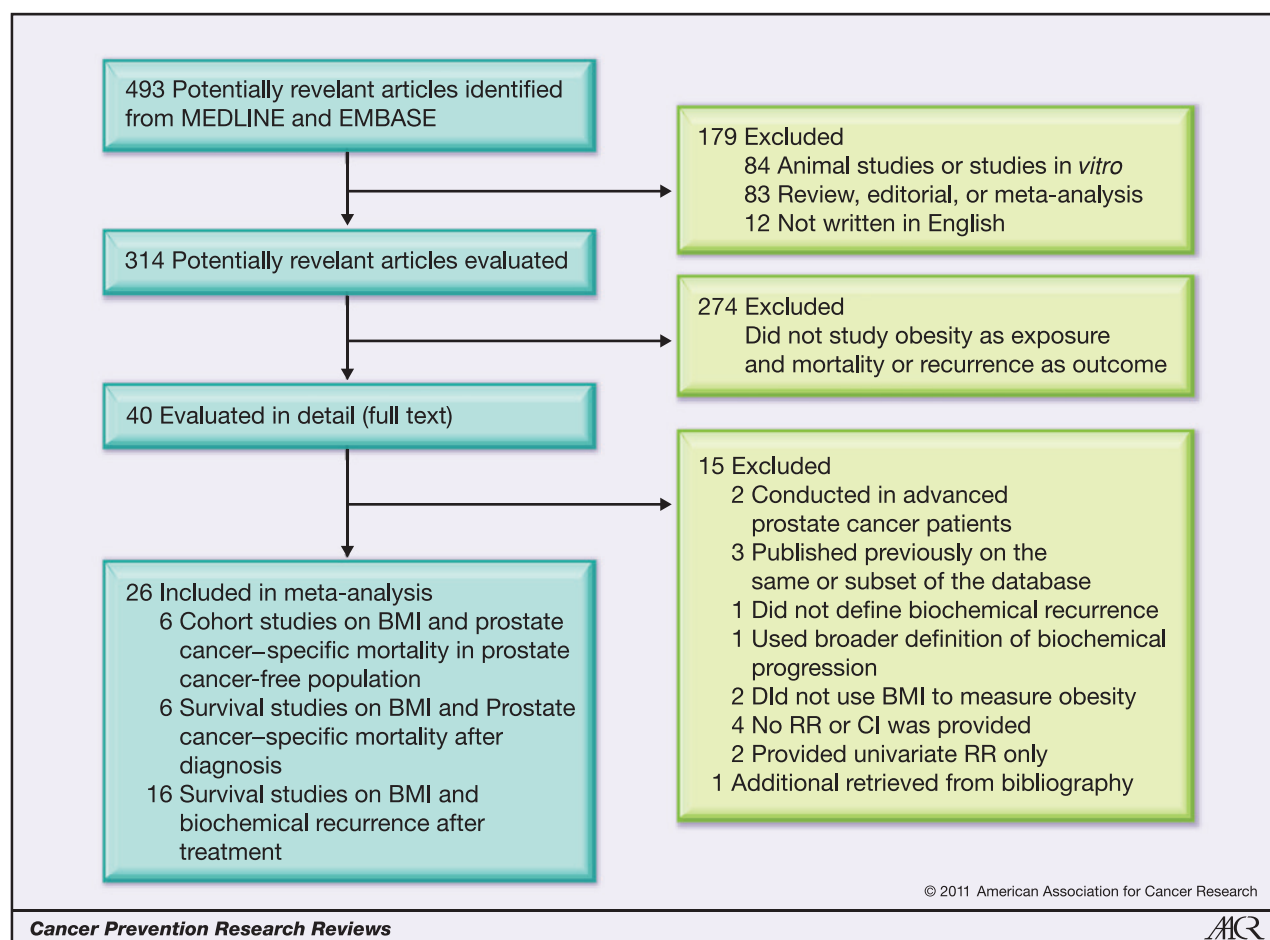 493 Potentially revelant articles identified
from MEDLINE and EMBASE
179 Excluded
84 Animal studies or studies in vitro
83 Review, editorial, or meta-analysis
12 Not written in English
314 Potentially revelant articles evaluated
274 Excluded
Did not study obesity as exposure
and mortality or recurrence as outcome
40 Evaluated in detail (full text)
15 Excluded
2 Conducted in advanced
prostate cancer patients
3 Published previously on the
same or subset of the database
1 Did not define biochemical recurrence
1 Used broader definition of biochemical
progression
2 DId not use BMI to measure obesity
4 No RR or CI was provided
2 Provided univariate RR only
1 Additional retrieved from bibliography
26 Included in meta-analysis
6 Cohort studies on BMI and prostate
cancer–specific mortality in prostate
cancer-free population
6 Survival studies on BMI and Prostate
cancer–specific mortality after
diagnosis
16 Survival studies on BMI and
biochemical recurrence after
treatment
© 2011 American Association for Cancer Research
Cancer Prevention Research Reviews
AACR